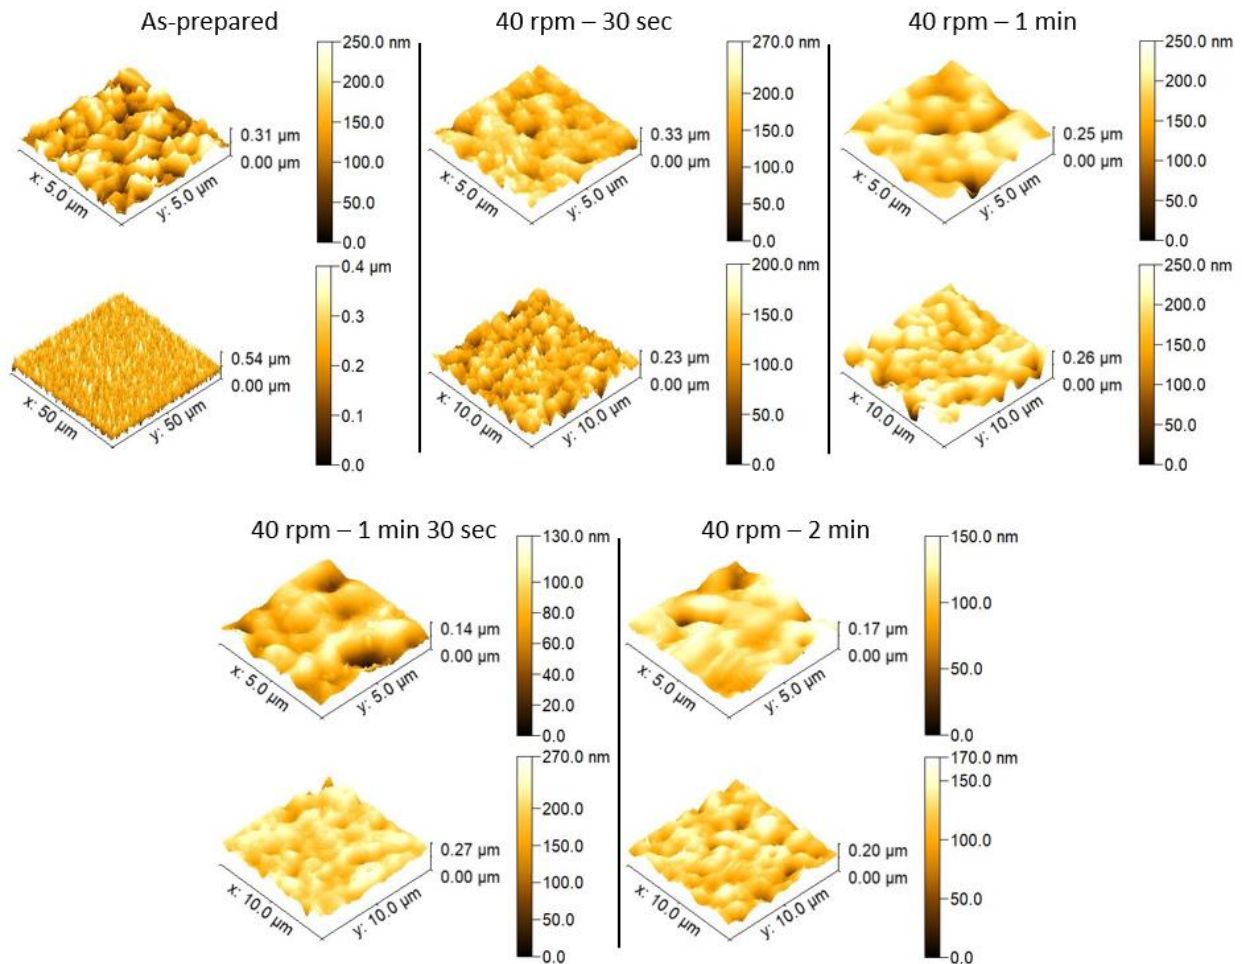 As-prepared
250.0 nm
200.0
150.0
100.0
50.0
0.0
0.31 µm
0.00 µm
x: 5.0 µm
y: 5.0 µm
0.4 µm
0.3
0.2
0.1
0.0
0.54 µm
0.00 µm
x: 50 µm
y: 50 µm
40 rpm – 30 sec
270.0 nm
200.0
150.0
100.0
50.0
0.0
0.33 µm
0.00 µm
x: 5.0 µm
y: 5.0 µm
200.0 nm
150.0
100.0
50.0
0.0
0.23 µm
0.00 µm
x: 10.0 µm
y: 10.0 µm
40 rpm – 1 min
250.0 nm
200.0
150.0
100.0
50.0
0.0
0.25 µm
0.00 µm
x: 5.0 µm
y: 5.0 µm
250.0 nm
200.0
150.0
100.0
50.0
0.0
0.26 µm
0.00 µm
x: 10.0 µm
y: 10.0 µm
40 rpm – 1 min 30 sec
130.0 nm
100.0
80.0
60.0
40.0
20.0
0.0
0.14 µm
0.00 µm
x: 5.0 µm
y: 5.0 µm
270.0 nm
200.0
150.0
100.0
50.0
0.0
0.27 µm
0.00 µm
x: 10.0 µm
y: 10.0 µm
40 rpm – 2 min
150.0 nm
100.0
50.0
0.0
0.17 µm
0.00 µm
x: 5.0 µm
y: 5.0 µm
170.0 nm
150.0
100.0
50.0
0.0
0.20 µm
0.00 µm
x: 10.0 µm
y: 10.0 µm